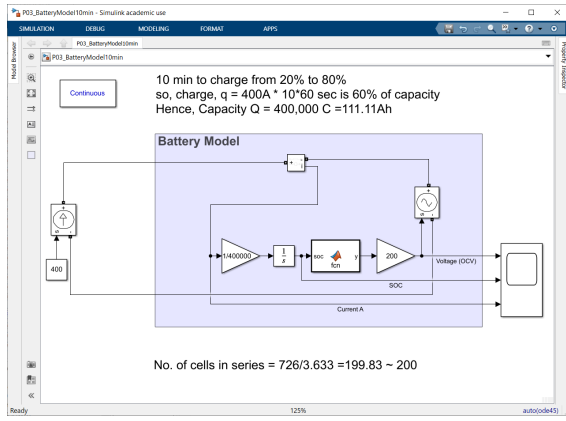 P03_BatteryModel10min - Simulink academic use
SIMULATION DEBUG MODELING FORMAT APPS
P03_BatteryModel10min
P03_BatteryModel10min
Model Browser
Property Inspector
Continuous
10 min to charge from 20% to 80%
so, charge, q = 400A * 10*60 sec is 60% of capacity
Hence, Capacity Q = 400,000 C =111.11Ah
Battery Model
400
1/400000
1
s
soc
fcn
y
200
Voltage (OCV)
SOC
Current A
No. of cells in series = 726/3.633 =199.83 ~ 200
Ready 125% auto(ode45)